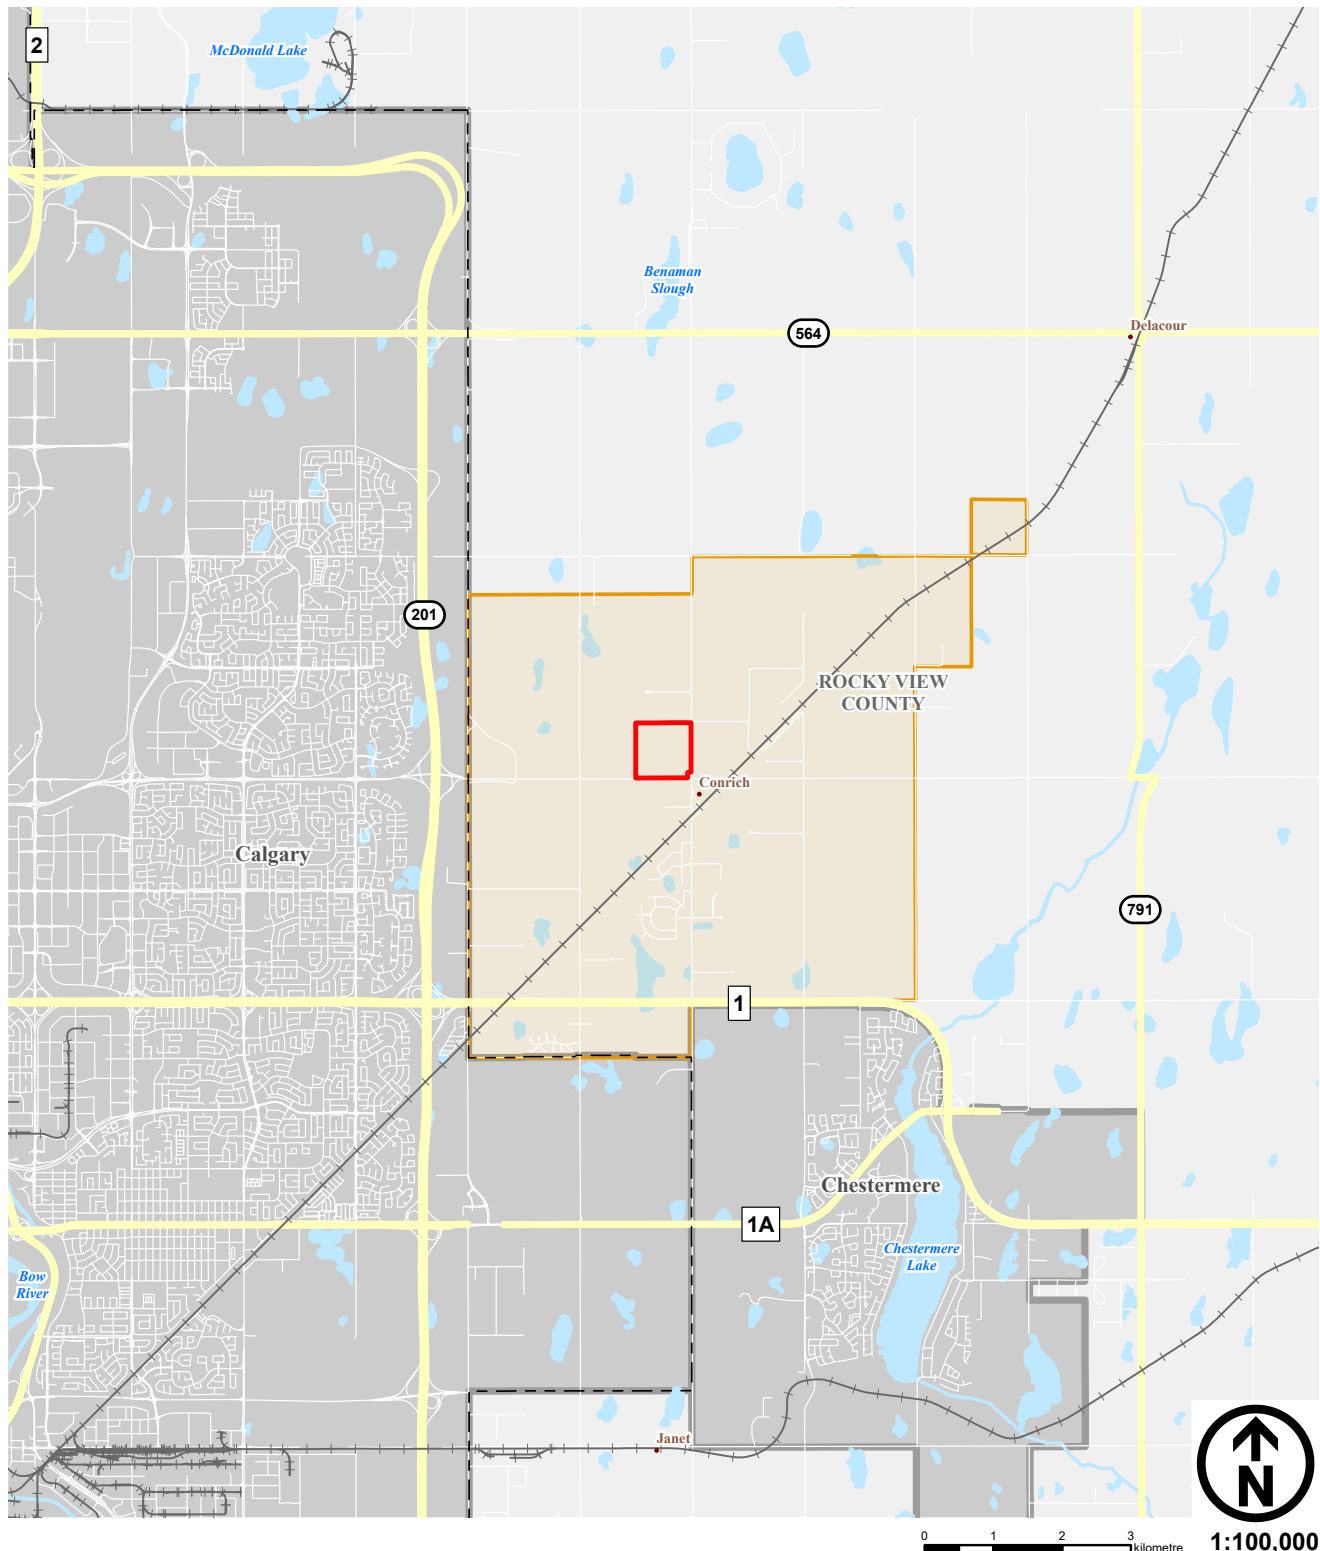 2
McDonald Lake
Benaman
Slough
564
Delacour
201
ROCKY VIEW
COUNTY
Conrich
Calgary
791
1
Chestermere
1A
Chestermere
Lake
Bow
River
Janet
N
0 1 2 3
kilometre
1:100,000